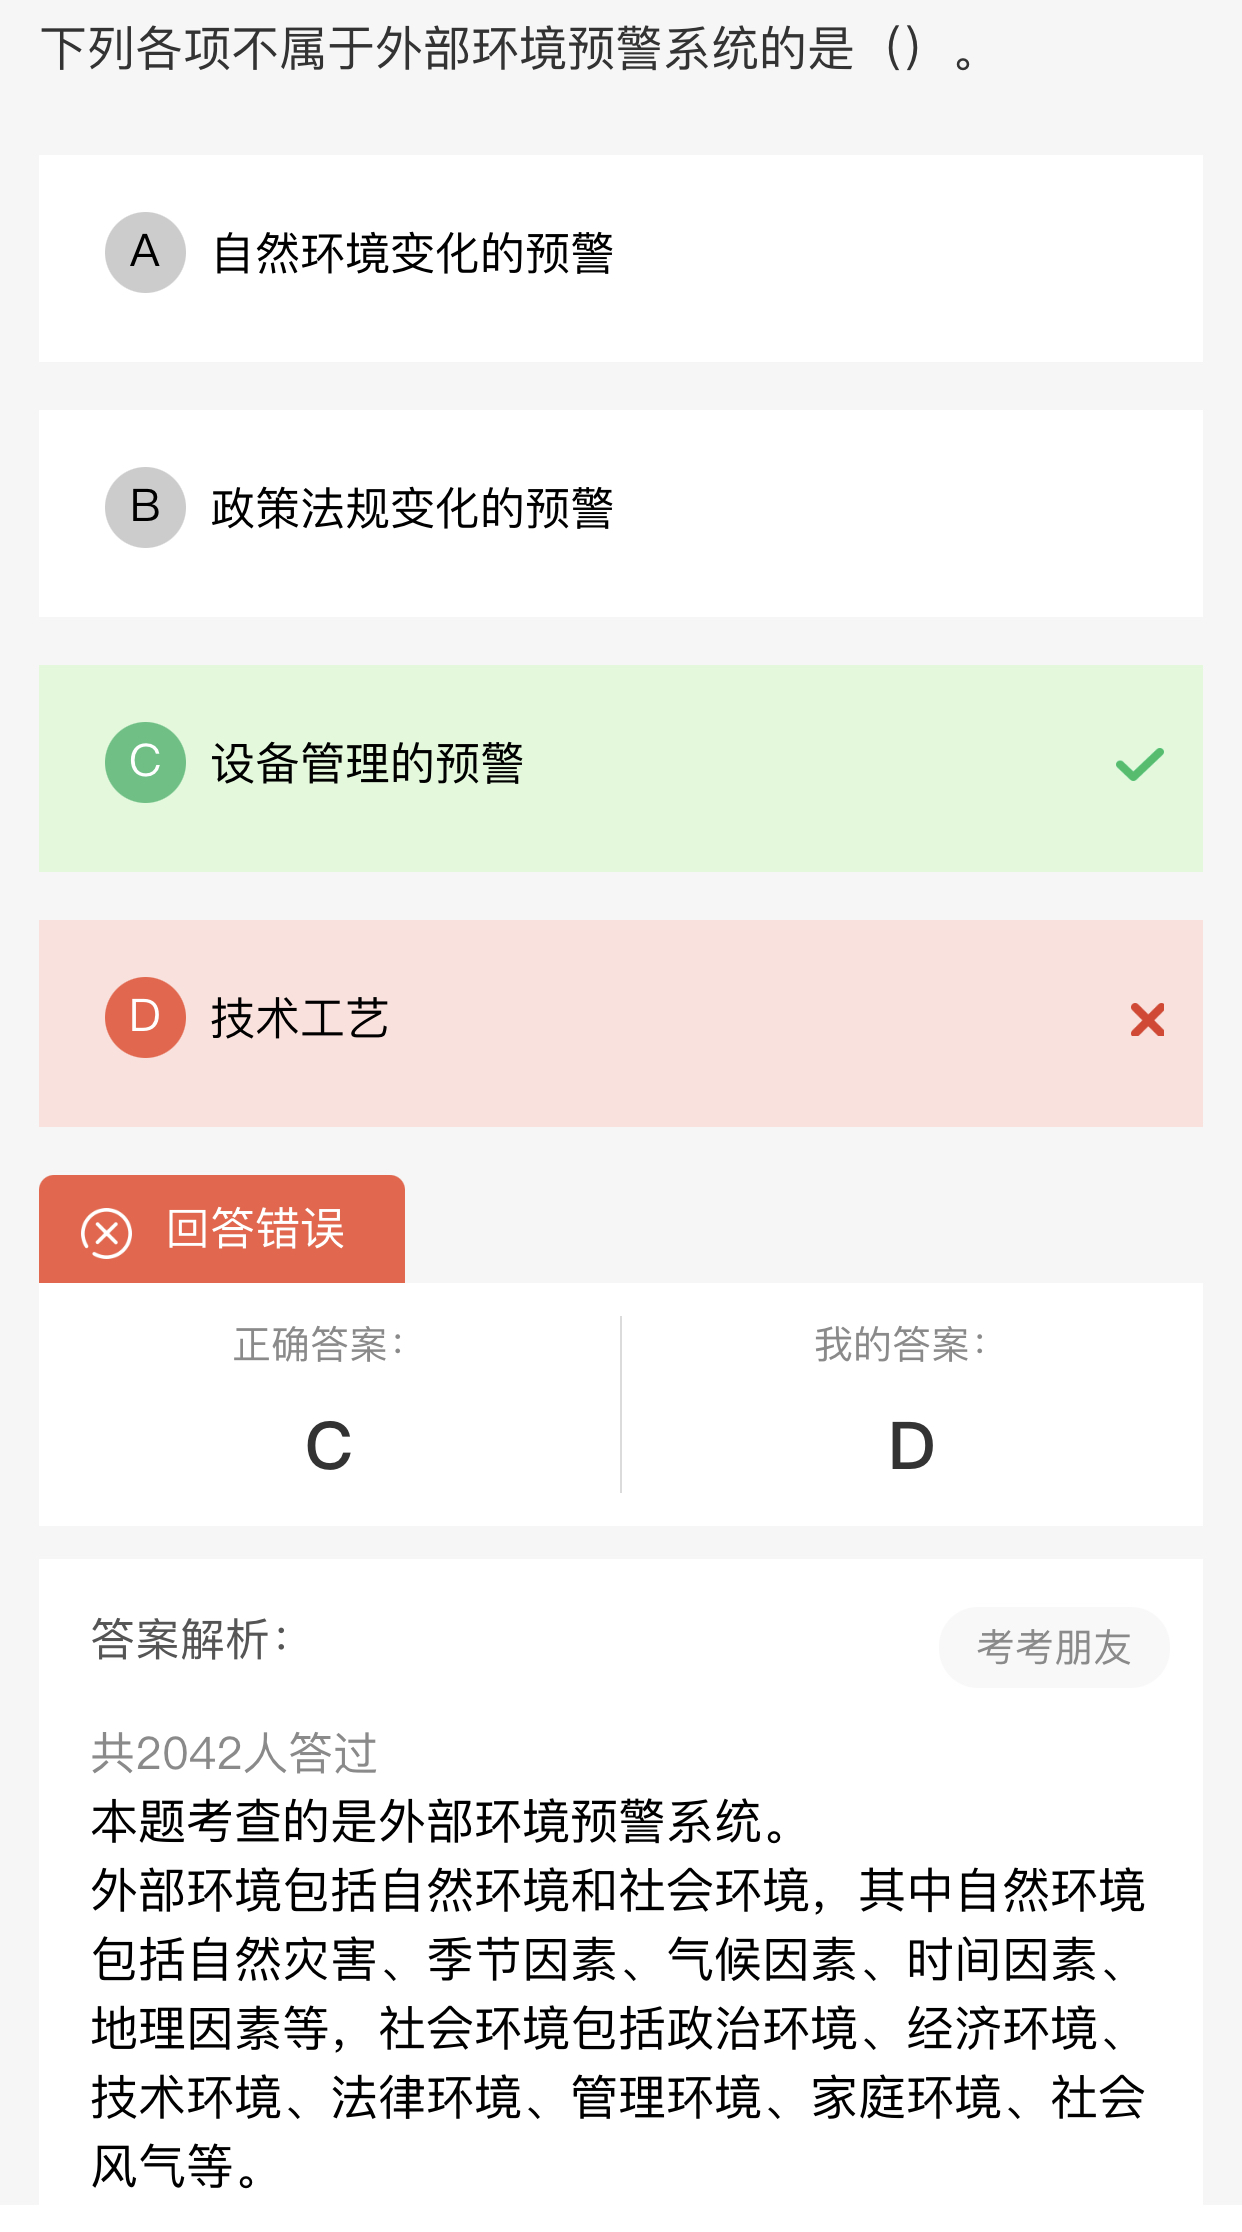 下列各项不属于外部环境预警系统的是（）。
A 自然环境变化的预警
B 政策法规变化的预警
C 设备管理的预警
D 技术工艺
回答错误
正确答案：
我的答案：
C
D
答案解析：
考考朋友
共2042人答过
本题考查的是外部环境预警系统。
外部环境包括自然环境和社会环境，其中自然环境
包括自然灾害、季节因素、气候因素、时间因素、
地理因素等，社会环境包括政治环境、经济环境、
技术环境、法律环境、管理环境、家庭环境、社会
风气等。